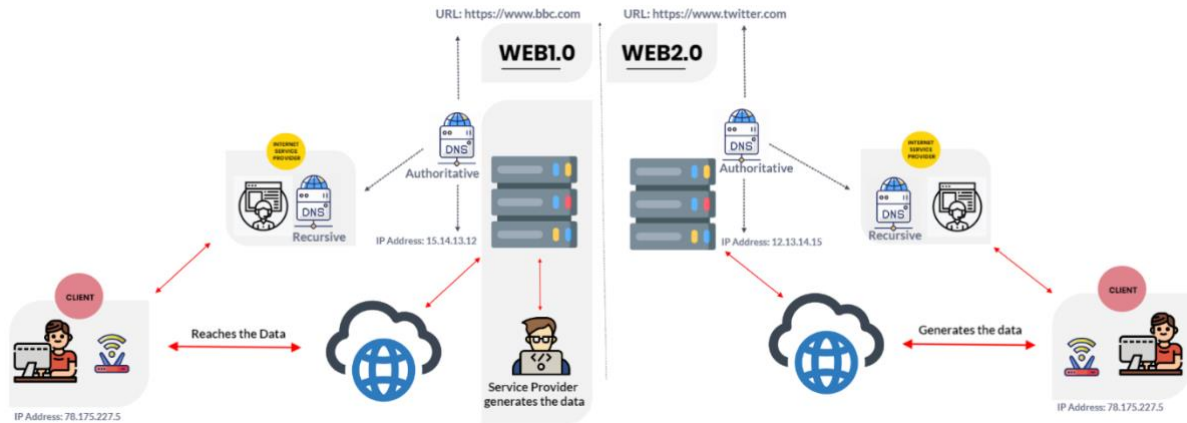 URL: https://www.bbc.com
URL: https://www.twitter.com
WEB1.0
WEB2.0
INTERNET
SERVICE
PROVIDER
DNS
Authoritative
DNS
Recursive
IP Address: 15.14.13.12
CLIENT
Reaches the Data
IP Address: 78.175.227.5
Service Provider
generates the data
DNS
Authoritative
INTERNET
SERVICE
PROVIDER
DNS
Recursive
IP Address: 12.13.14.15
CLIENT
Generates the data
IP Address: 78.175.227.5